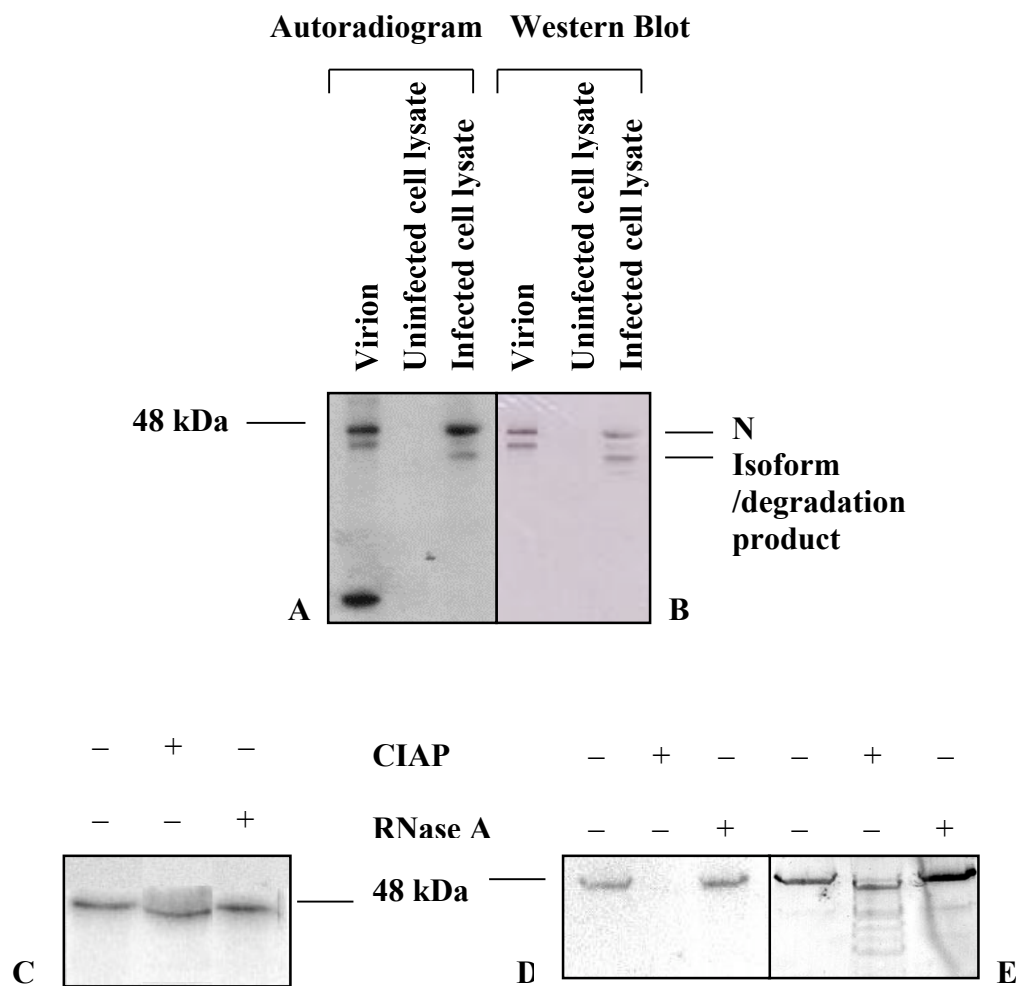 Autoradiogram Western Blot
Virion
Uninfected cell lysate
Infected cell lysate
Virion
Uninfected cell lysate
Infected cell lysate
48 kDa
N
Isoform
/degradation
product
A
B
– + – CIAP – + – – + –
– – + RNase A – – + – – +
48 kDa
C
D
E